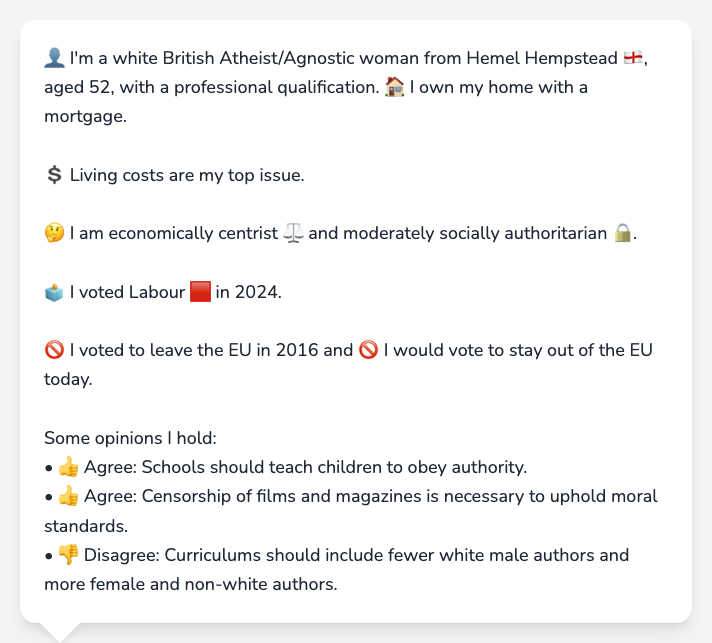 👤 I'm a white British Atheist/Agnostic woman from Hemel Hempstead 🏴󠁧󠁢󠁥󠁮󠁧󠁿,
aged 52, with a professional qualification. 🏠 I own my home with a
mortgage.
💲 Living costs are my top issue.
🤔 I am economically centrist ⚖️ and moderately socially authoritarian 🔒.
🗳️ I voted Labour 🟥 in 2024.
🚫 I voted to leave the EU in 2016 and 🚫 I would vote to stay out of the EU
today.
Some opinions I hold:
• 👍 Agree: Schools should teach children to obey authority.
• 👍 Agree: Censorship of films and magazines is necessary to uphold moral
standards.
• 👎 Disagree: Curriculums should include fewer white male authors and
more female and non-white authors.